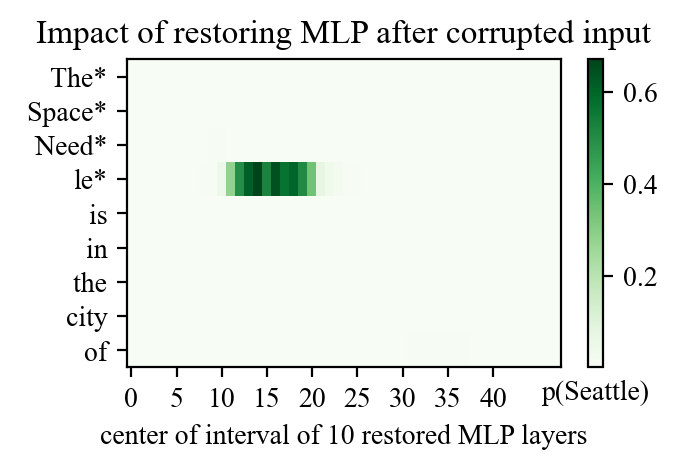 Impact of restoring MLP after corrupted input
The*
Space*
Need*
le*
is
in
the
city
of
0 5 10 15 20 25 30 35 40
center of interval of 10 restored MLP layers
0.6
0.4
0.2
p(Seattle)